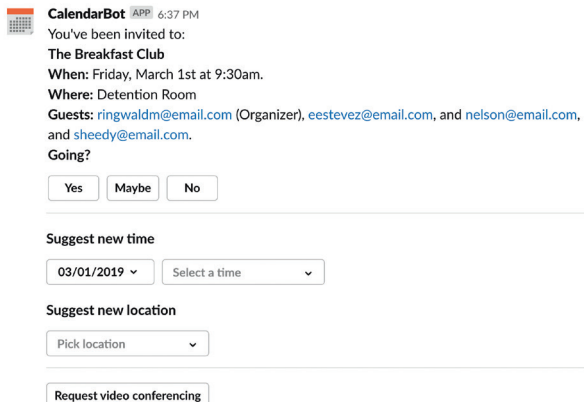 CalendarBot APP 6:37 PM
You've been invited to:
The Breakfast Club
When: Friday, March 1st at 9:30am.
Where: Detention Room
Guests: ringwaldm@email.com (Organizer), eestevez@email.com, and nelson@email.com,
and sheedy@email.com.
Going?
Yes Maybe No
Suggest new time
03/01/2019 Select a time
Suggest new location
Pick location
Request video conferencing